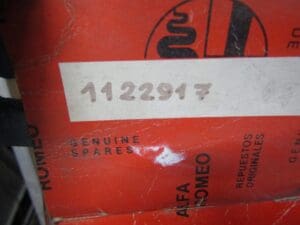 1122917
GENUINE
SPARES
ALFA
ROMEO
REPUESTOS
ORIGINALES
ROMEO